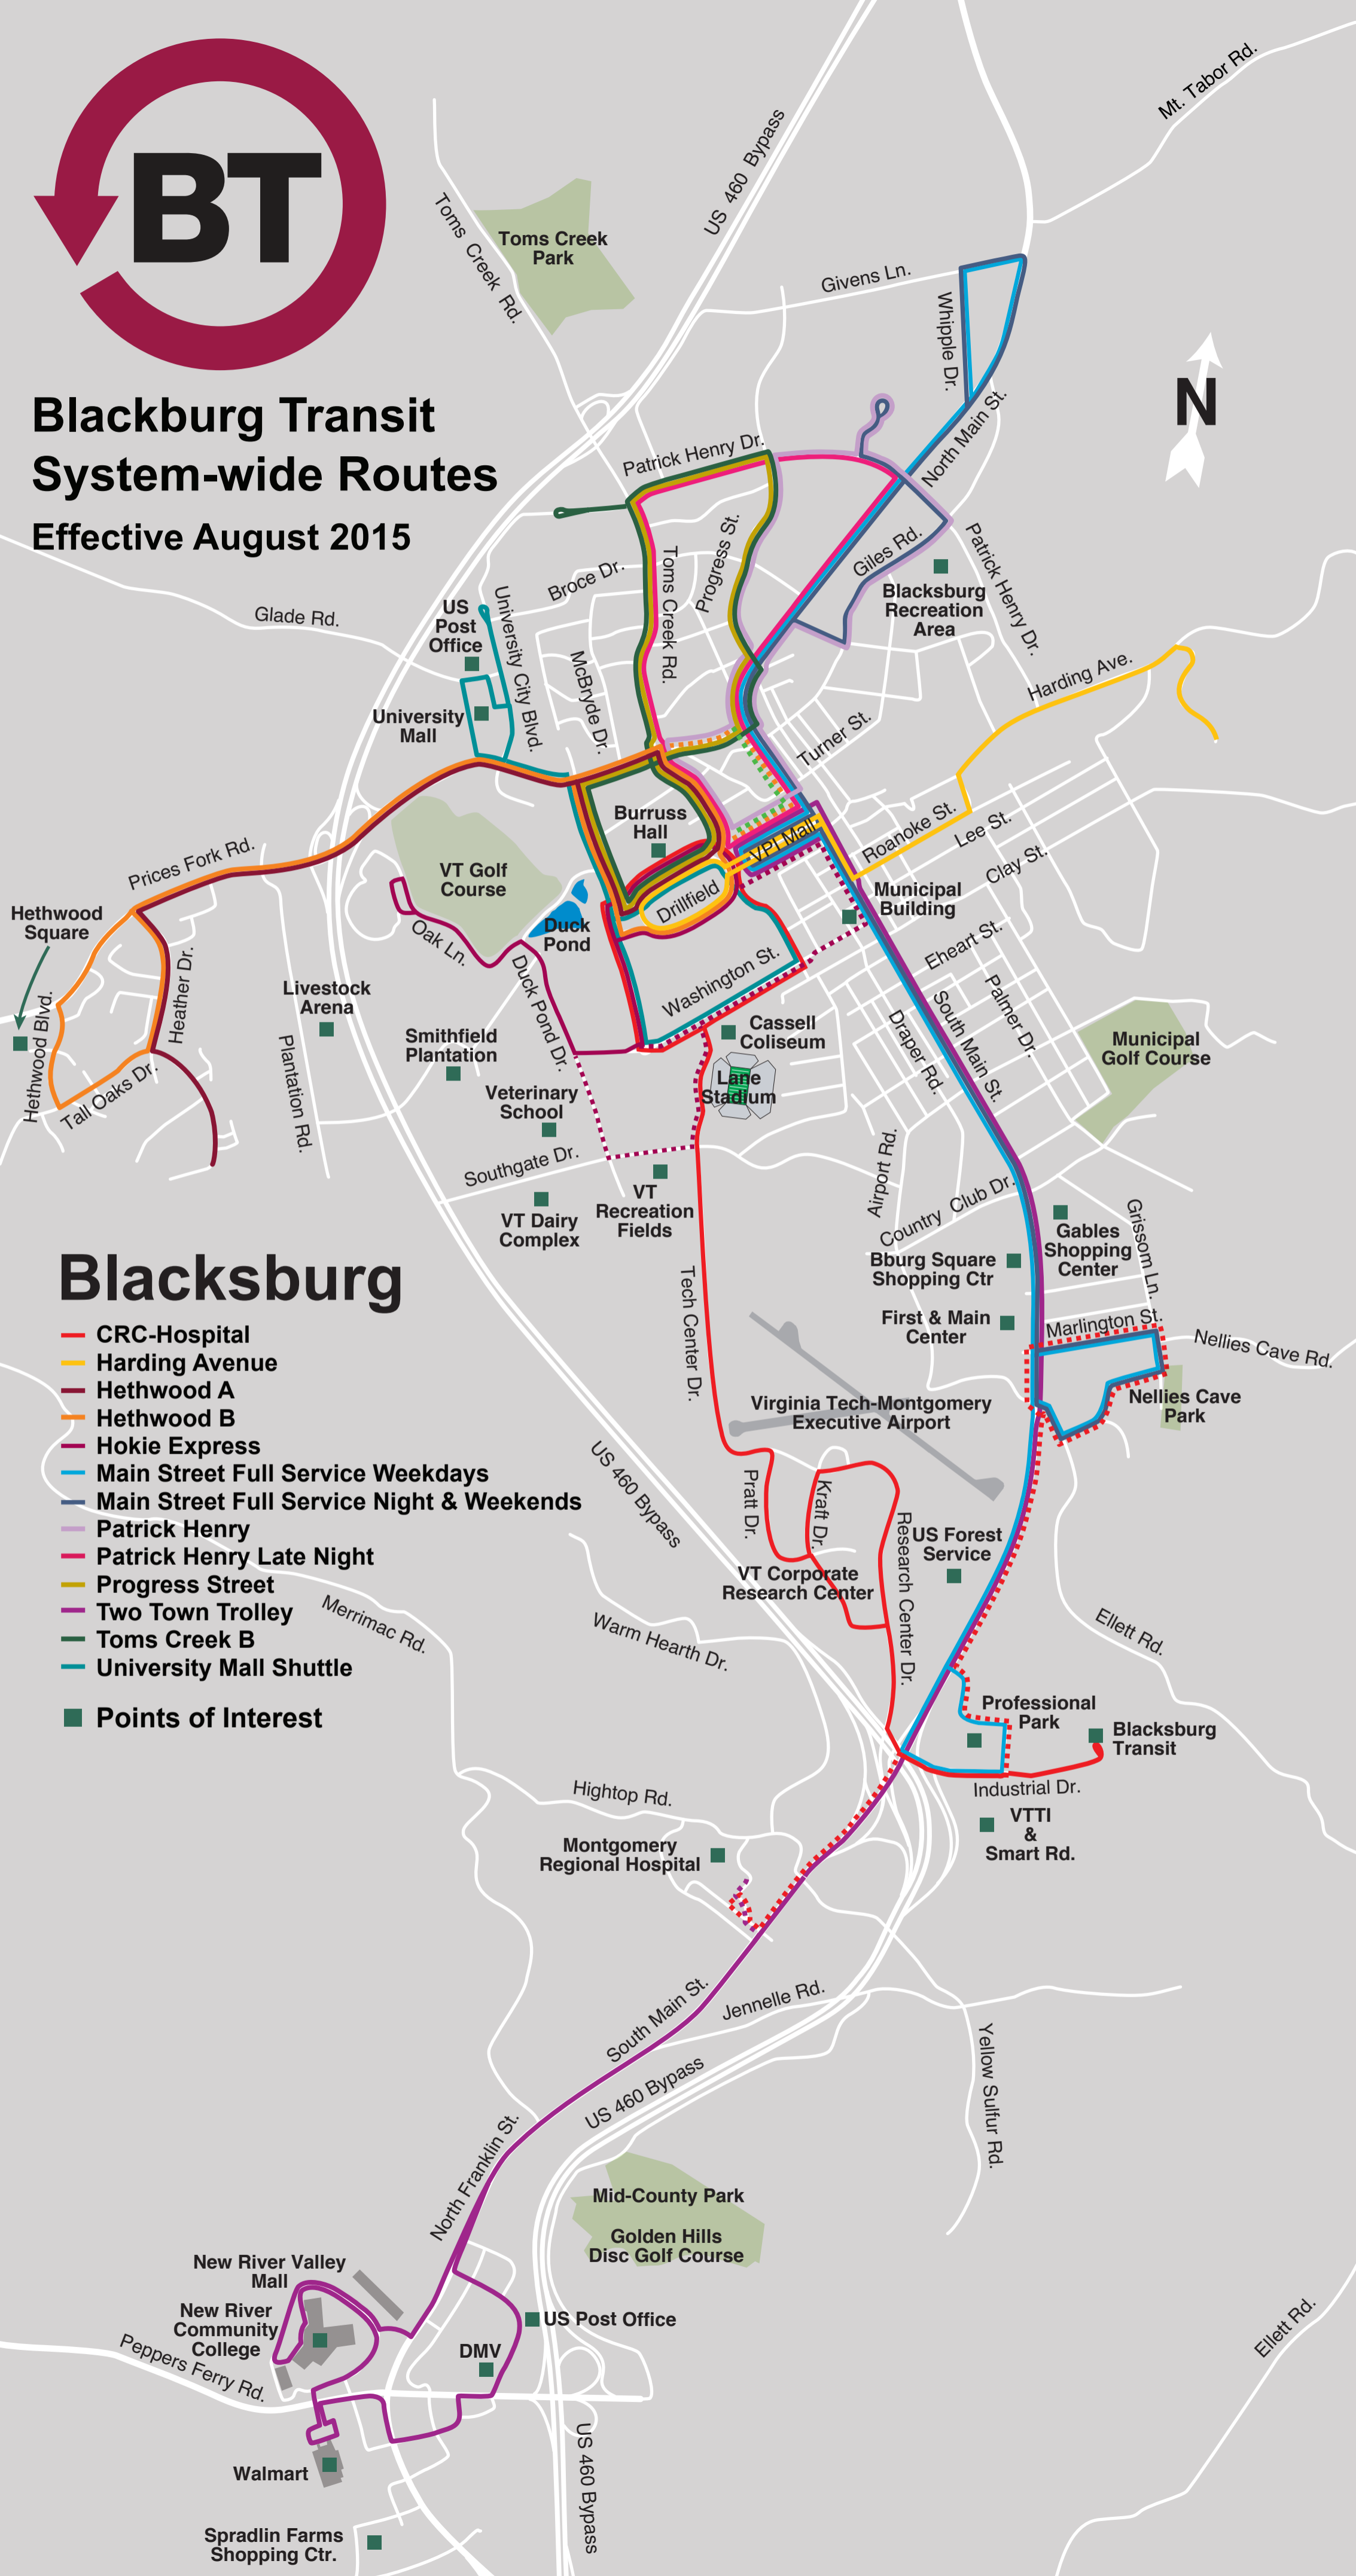 BT
Blackburg Transit
System-wide Routes
Effective August 2015
US 460 Bypass
Mt. Tabor Rd.
Toms Creek Rd.
Toms Creek
Park
Givens Ln.
Whipple Dr.
North Main St.
N
Patrick Henry Dr.
Progress St.
Toms Creek Rd.
Broce Dr.
McBryde Dr.
Giles Rd.
Blacksburg
Recreation
Area
Patrick Henry Dr.
Harding Ave.
Glade Rd.
US
Post
Office
University City Blvd.
University
Mall
Turner St.
Burruss
Hall
VPI Mall
Roanoke St.
Lee St.
Clay St.
Prices Fork Rd.
VT Golf
Course
Drillfield
Municipal
Building
Hethwood
Square
Oak Ln.
Duck
Pond
Eheart St.
Heather Dr.
Hethwood Blvd.
Tall Oaks Dr.
Livestock
Arena
Plantation Rd.
Duck Pond Dr.
Washington St.
Palmer Dr.
South Main St.
Draper Rd.
Cassell
Coliseum
Municipal
Golf Course
Smithfield
Plantation
Lane
Stadium
Veterinary
School
Southgate Dr.
VT
Recreation
Fields
VT Dairy
Complex
Airport Rd.
Country Club Dr.
Grissom Ln.
Gables
Shopping
Center
Bburg Square
Shopping Ctr
First & Main
Center
Marlington St.
Nellies Cave Rd.
Nellies Cave
Park
Tech Center Dr.
Virginia Tech-Montgomery
Executive Airport
Blacksburg
CRC-Hospital
Harding Avenue
Hethwood A
Hethwood B
Hokie Express
Main Street Full Service Weekdays
Main Street Full Service Night & Weekends
Patrick Henry
Patrick Henry Late Night
Progress Street
Two Town Trolley
Toms Creek B
University Mall Shuttle
Points of Interest
US 460 Bypass
Pratt Dr.
Kraft Dr.
Research Center Dr.
US Forest
Service
VT Corporate
Research Center
Merrimac Rd.
Warm Hearth Dr.
Ellett Rd.
Professional
Park
Blacksburg
Transit
Industrial Dr.
VTTI
&
Smart Rd.
Hightop Rd.
Montgomery
Regional Hospital
South Main St.
Jennelle Rd.
US 460 Bypass
Yellow Sulfur Rd.
North Franklin St.
Mid-County Park
Golden Hills
Disc Golf Course
New River Valley
Mall
New River
Community
College
US Post Office
DMV
Peppers Ferry Rd.
Ellett Rd.
US 460 Bypass
Walmart
Spradlin Farms
Shopping Ctr.